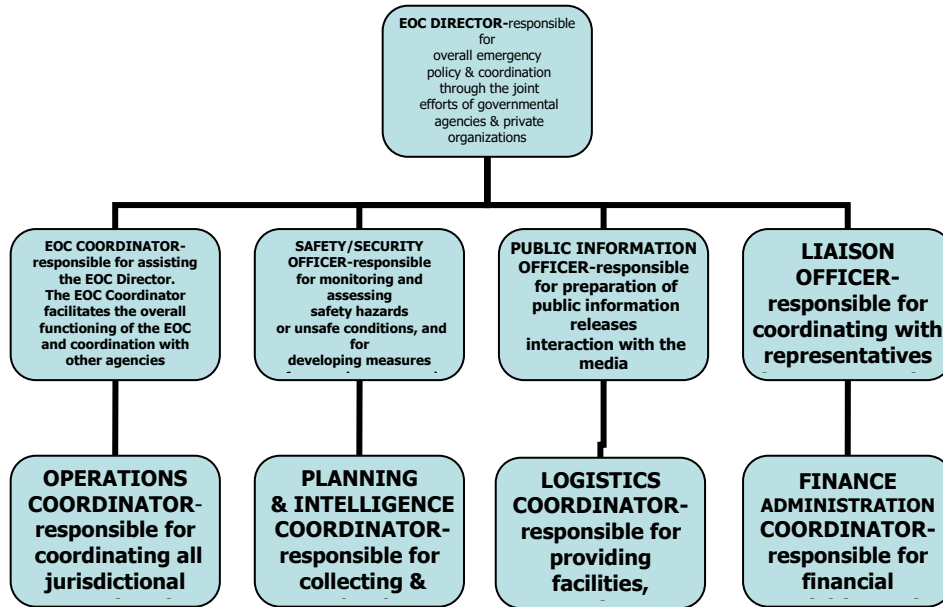 EOC DIRECTOR-responsible
for
overall emergency
policy & coordination
through the joint
efforts of governmental
agencies & private
organizations
EOC COORDINATOR-
responsible for assisting
the EOC Director.
The EOC Coordinator
facilitates the overall
functioning of the EOC
and coordination with
other agencies
SAFETY/SECURITY
OFFICER-responsible
for monitoring and
assessing
safety hazards
or unsafe conditions, and
for
developing measures
PUBLIC INFORMATION
OFFICER-responsible
for preparation of
public information
releases
interaction with the
media
LIAISON
OFFICER-
responsible for
coordinating with
representatives
OPERATIONS
COORDINATOR-
responsible for
coordinating all
jurisdictional
PLANNING
& INTELLIGENCE
COORDINATOR-
responsible for
collecting &
LOGISTICS
COORDINATOR-
responsible for
providing
facilities,
FINANCE
ADMINISTRATION
COORDINATOR-
responsible for
financial